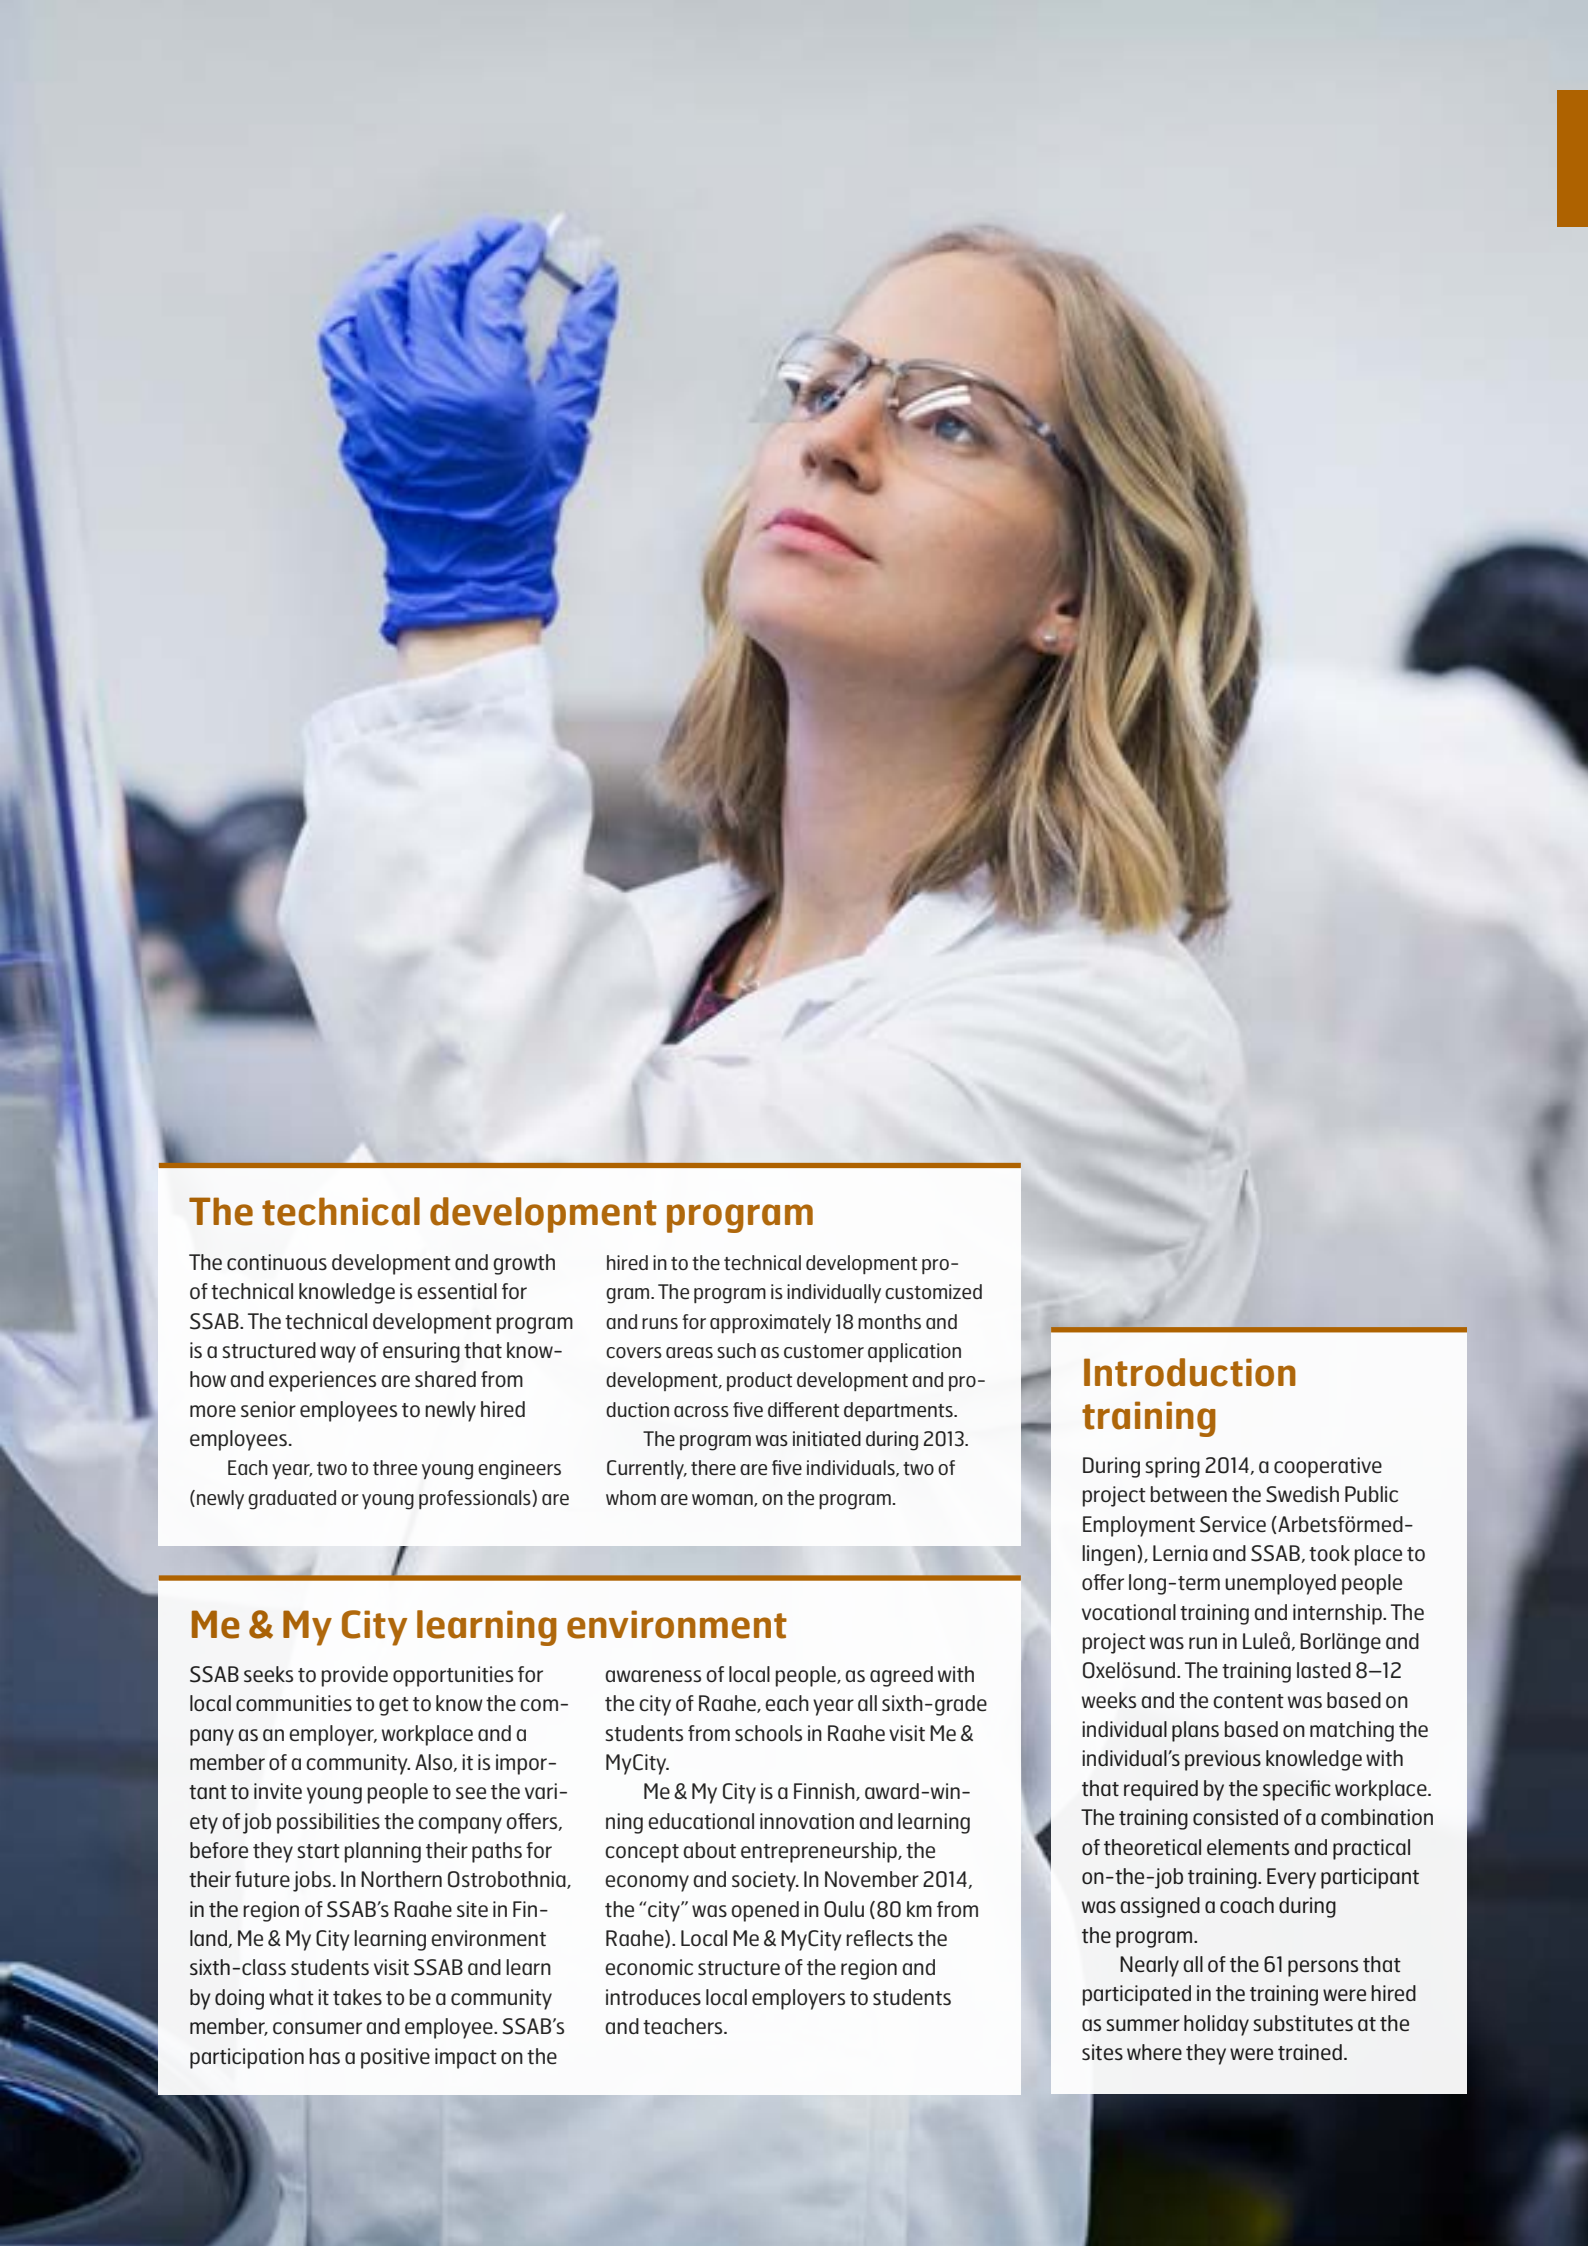 The technical development program
The continuous development and growth
of technical knowledge is essential for
SSAB. The technical development program
is a structured way of ensuring that know-
how and experiences are shared from
more senior employees to newly hired
employees.
Each year, two to three young engineers
(newly graduated or young professionals) are
hired in to the technical development pro-
gram. The program is individually customized
and runs for approximately 18 months and
covers areas such as customer application
development, product development and pro-
duction across five different departments.
The program was initiated during 2013.
Currently, there are five individuals, two of
whom are woman, on the program.
Me & My City learning environment
SSAB seeks to provide opportunities for
local communities to get to know the com-
pany as an employer, workplace and a
member of a community. Also, it is impor-
tant to invite young people to see the vari-
ety of job possibilities the company offers,
before they start planning their paths for
their future jobs. In Northern Ostrobothnia,
in the region of SSAB's Raahe site in Fin-
land, Me & My City learning environment
sixth-class students visit SSAB and learn
by doing what it takes to be a community
member, consumer and employee. SSAB's
participation has a positive impact on the
awareness of local people, as agreed with
the city of Raahe, each year all sixth-grade
students from schools in Raahe visit Me &
MyCity.
Me & My City is a Finnish, award-win-
ning educational innovation and learning
concept about entrepreneurship, the
economy and society. In November 2014,
the "city" was opened in Oulu (80 km from
Raahe). Local Me & MyCity reflects the
economic structure of the region and
introduces local employers to students
and teachers.
Introduction
training
During spring 2014, a cooperative
project between the Swedish Public
Employment Service (Arbetsförmed-
lingen), Lernia and SSAB, took place to
offer long-term unemployed people
vocational training and internship. The
project was run in Luleå, Borlänge and
Oxelösund. The training lasted 8–12
weeks and the content was based on
individual plans based on matching the
individual's previous knowledge with
that required by the specific workplace.
The training consisted of a combination
of theoretical elements and practical
on-the-job training. Every participant
was assigned a coach during
the program.
Nearly all of the 61 persons that
participated in the training were hired
as summer holiday substitutes at the
sites where they were trained.